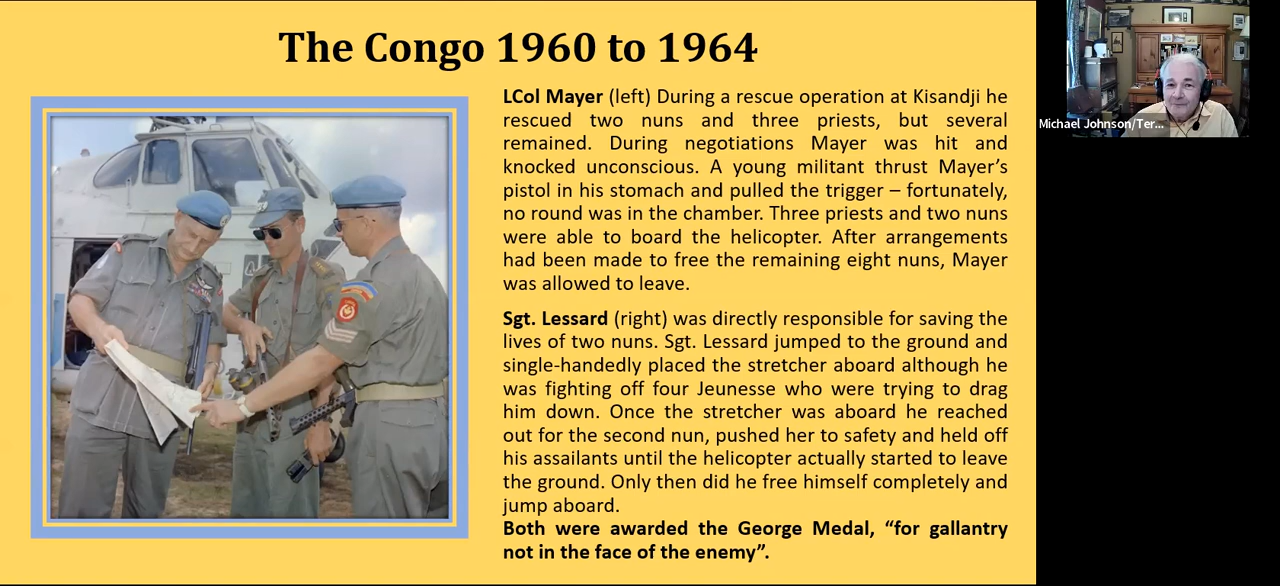 The Congo 1960 to 1964
LCol Mayer (left) During a rescue operation at Kisandji he
rescued two nuns and three priests, but several
remained. During negotiations Mayer was hit and
knocked unconscious. A young militant thrust Mayer’s
pistol in his stomach and pulled the trigger – fortunately,
no round was in the chamber. Three priests and two nuns
were able to board the helicopter. After arrangements
had been made to free the remaining eight nuns, Mayer
was allowed to leave.
Sgt. Lessard (right) was directly responsible for saving the
lives of two nuns. Sgt. Lessard jumped to the ground and
single-handedly placed the stretcher aboard although he
was fighting off four Jeunesse who were trying to drag
him down. Once the stretcher was aboard he reached
out for the second nun, pushed her to safety and held off
his assailants until the helicopter actually started to leave
the ground. Only then did he free himself completely and
jump aboard.
Both were awarded the George Medal, “for gallantry
not in the face of the enemy”.
Michael Johnson/Ter...